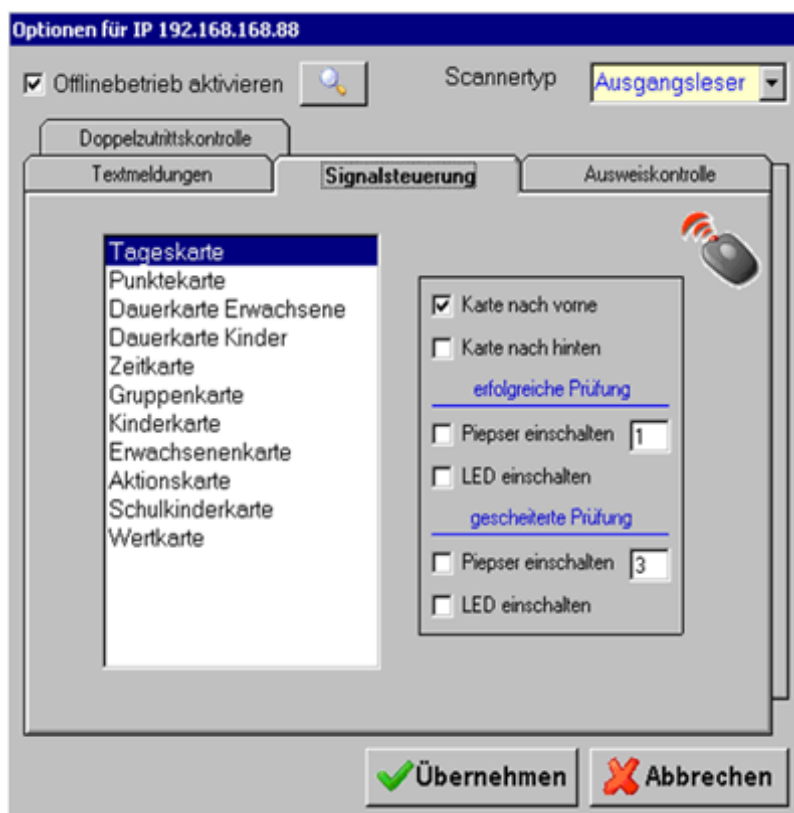 Optionen für IP 192.168.168.88
Offlinebetrieb aktivieren
Scannertyp
Ausgangsleser
Doppelzutrittskontrolle
Textmeldungen
Signalsteuerung
Ausweiskontrolle
Tageskarte
Punktekarte
Dauerkarte Erwachsene
Dauerkarte Kinder
Zeitkarte
Gruppenkarte
Kinderkarte
Erwachsenenkarte
Aktionskarte
Schulkinderkarte
Wertkarte
Karte nach vorne
Karte nach hinten
erfolgreiche Prüfung
Piepser einschalten 1
LED einschalten
gescheiterte Prüfung
Piepser einschalten 3
LED einschalten
Übernehmen
Abbrechen